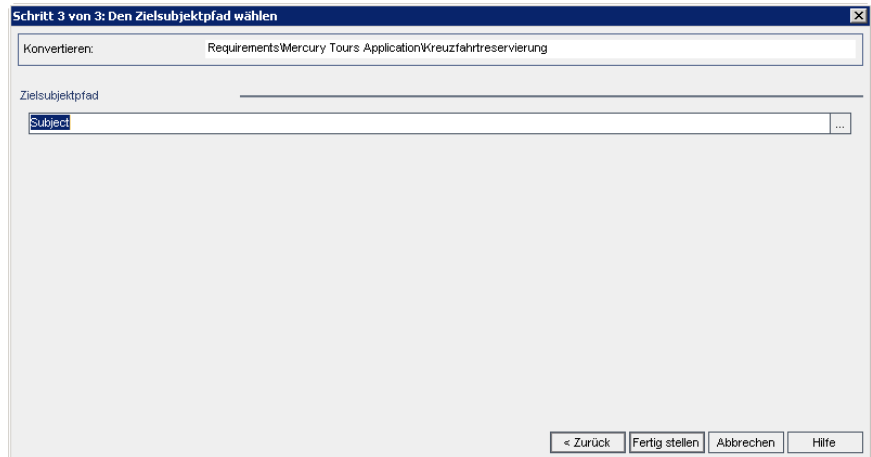 Schritt 3 von 3: Den Zielsubjektpfad wählen
Konvertieren: Requirements\Mercury Tours Application\Kreuzfahrtreservierung
Zielsubjektpfad
Subject ...
< Zurück Fertig stellen Abbrechen Hilfe